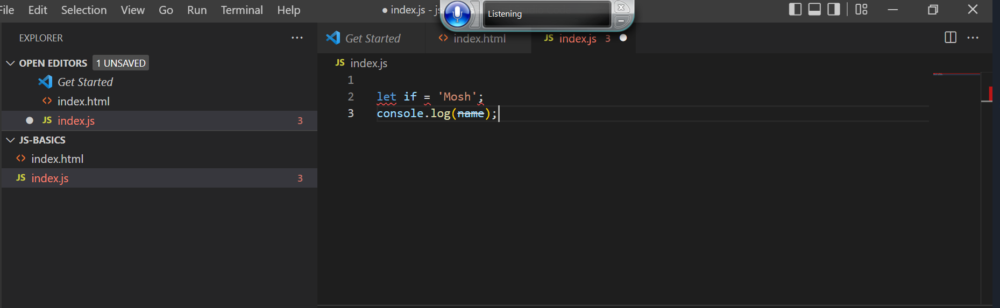 File Edit Selection View Go Run Terminal Help
● index.js - js
Listening
EXPLORER
OPEN EDITORS 1 UNSAVED
Get Started
index.html
JS index.js 3
JS-BASICS
index.html
JS index.js 3
Get Started
index.html
JS index.js 3
JS index.js
1
2 let if = 'Mosh';
3 console.log(name);